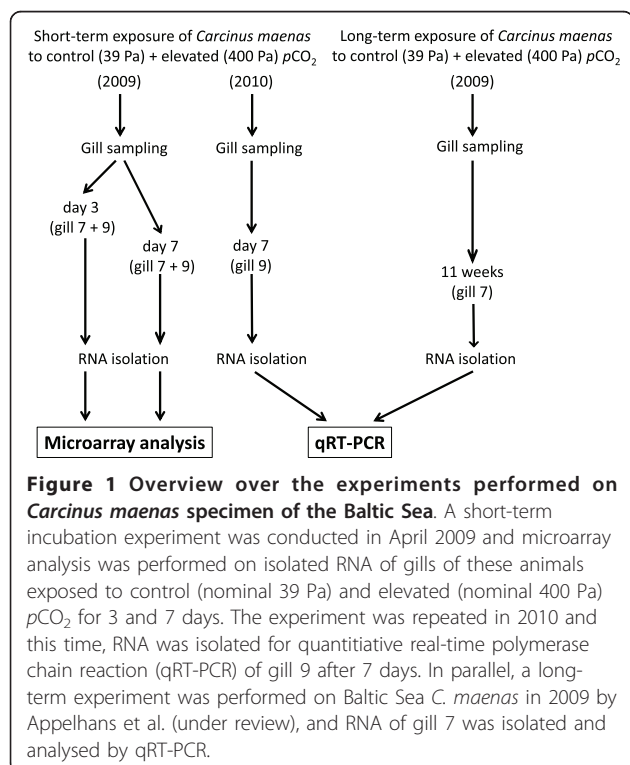 Short-term exposure of Carcinus maenas
to control (39 Pa) + elevated (400 Pa) pCO₂
(2009) (2010)
Long-term exposure of Carcinus maenas
to control (39 Pa) + elevated (400 Pa) pCO₂
(2009)
Gill sampling Gill sampling Gill sampling
day 3
(gill 7 + 9)
day 7
(gill 7 + 9)
day 7
(gill 9)
11 weeks
(gill 7)
RNA isolation RNA isolation RNA isolation
Microarray analysis qRT-PCR
Figure 1 Overview over the experiments performed on
Carcinus maenas specimen of the Baltic Sea. A short-term
incubation experiment was conducted in April 2009 and microarray
analysis was performed on isolated RNA of gills of these animals
exposed to control (nominal 39 Pa) and elevated (nominal 400 Pa)
pCO₂ for 3 and 7 days. The experiment was repeated in 2010 and
this time, RNA was isolated for quantitiative real-time polymerase
chain reaction (qRT-PCR) of gill 9 after 7 days. In parallel, a long-
term experiment was performed on Baltic Sea C. maenas in 2009 by
Appelhans et al. (under review), and RNA of gill 7 was isolated and
analysed by qRT-PCR.